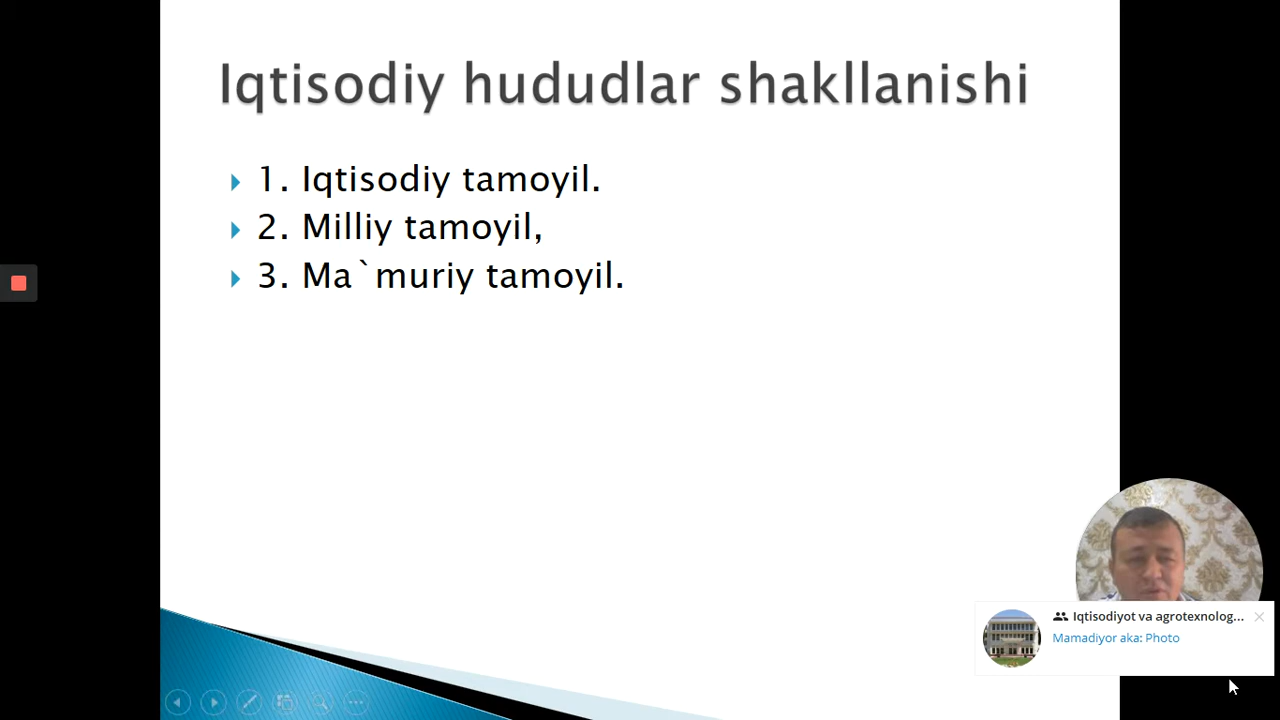 Iqtisodiy hududlar shakllanishi
1. Iqtisodiy tamoyil.
2. Milliy tamoyil,
3. Ma`muriy tamoyil.
Iqtisodiyot va agrotexnolog...
Mamadiyor aka: Photo